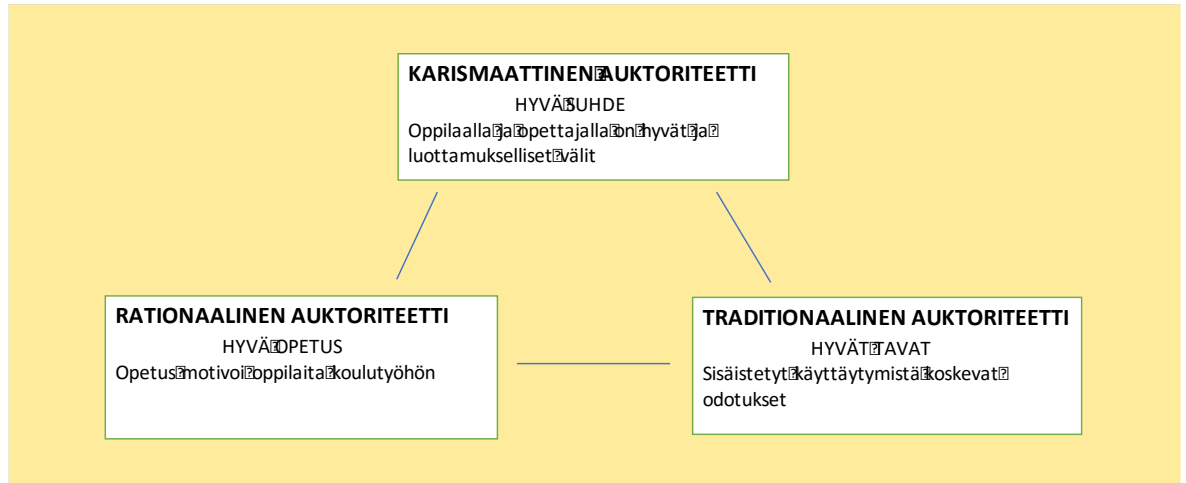 KARISMAATTINEN AUKTORITEETTI
HYVÄ SUHDE
Oppilaalla ja opettajalla on hyvät ja
luottamukselliset välit
RATIONAALINEN AUKTORITEETTI
HYVÄ OPETUS
Opetus motivoi oppilaita koulutyöhön
TRADITIONAALINEN AUKTORITEETTI
HYVÄT TAVAT
Sisäistetyt käyttäytymistä koskevat
odotukset